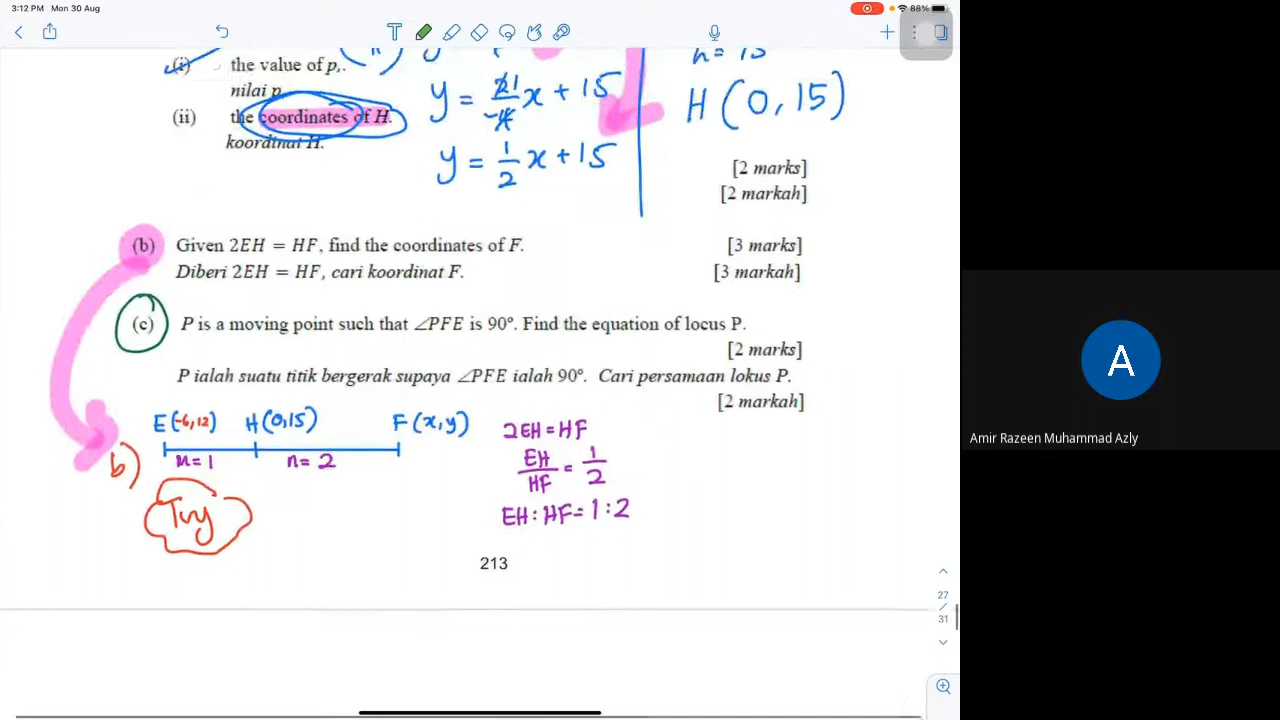 3:12 PM Mon 30 Aug
88%
(i) the value of p,.
nilai p
(ii) the coordinates of H.
koordinat H.
y = 21/-4 x + 15
y = 1/2 x + 15
n = 15
H (0, 15)
[2 marks]
[2 markah]
(b) Given 2EH = HF, find the coordinates of F. [3 marks]
Diberi 2EH = HF, cari koordinat F. [3 markah]
(c) P is a moving point such that ∠PFE is 90°. Find the equation of locus P.
[2 marks]
P ialah suatu titik bergerak supaya ∠PFE ialah 90°. Cari persamaan lokus P.
[2 markah]
E(-6,12) H(0,15) F(x,y)
m=1 n=2
b)
Try
2EH=HF
EH/HF = 1/2
EH:HF=1:2
213
27
/
31
A
Amir Razeen Muhammad Azly